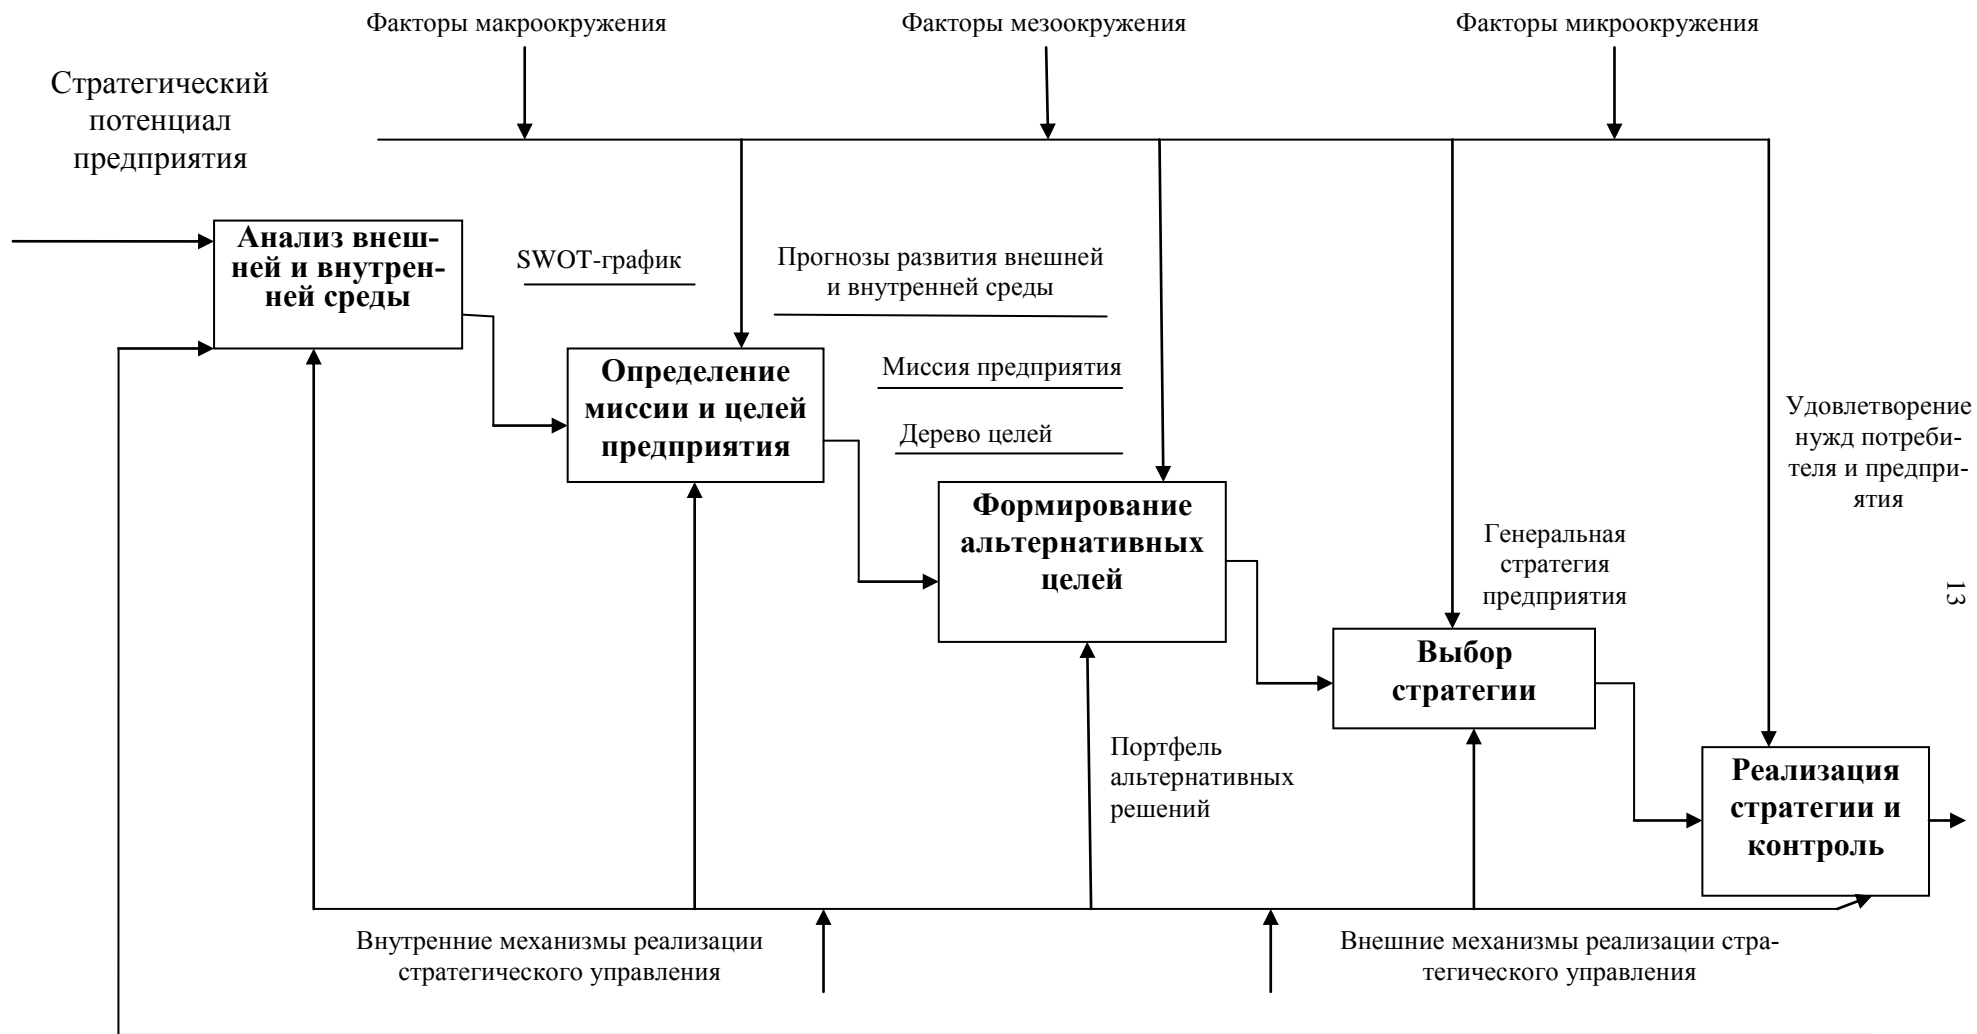 Факторы макроокружения
Факторы мезоокружения
Факторы микроокружения
Стратегический
потенциал
предприятия
Анализ внеш-
ней и внутрен-
ней среды
SWOT-график
Прогнозы развития внешней
и внутренней среды
Определение
миссии и целей
предприятия
Миссия предприятия
Дерево целей
Удовлетворение
нужд потреби-
теля и предпри-
ятия
Формирование
альтернативных
целей
Генеральная
стратегия
предприятия
13
Выбор
стратегии
Портфель
альтернативных
решений
Реализация
стратегии и
контроль
Внутренние механизмы реализации
стратегического управления
Внешние механизмы реализации стра-
тегического управления